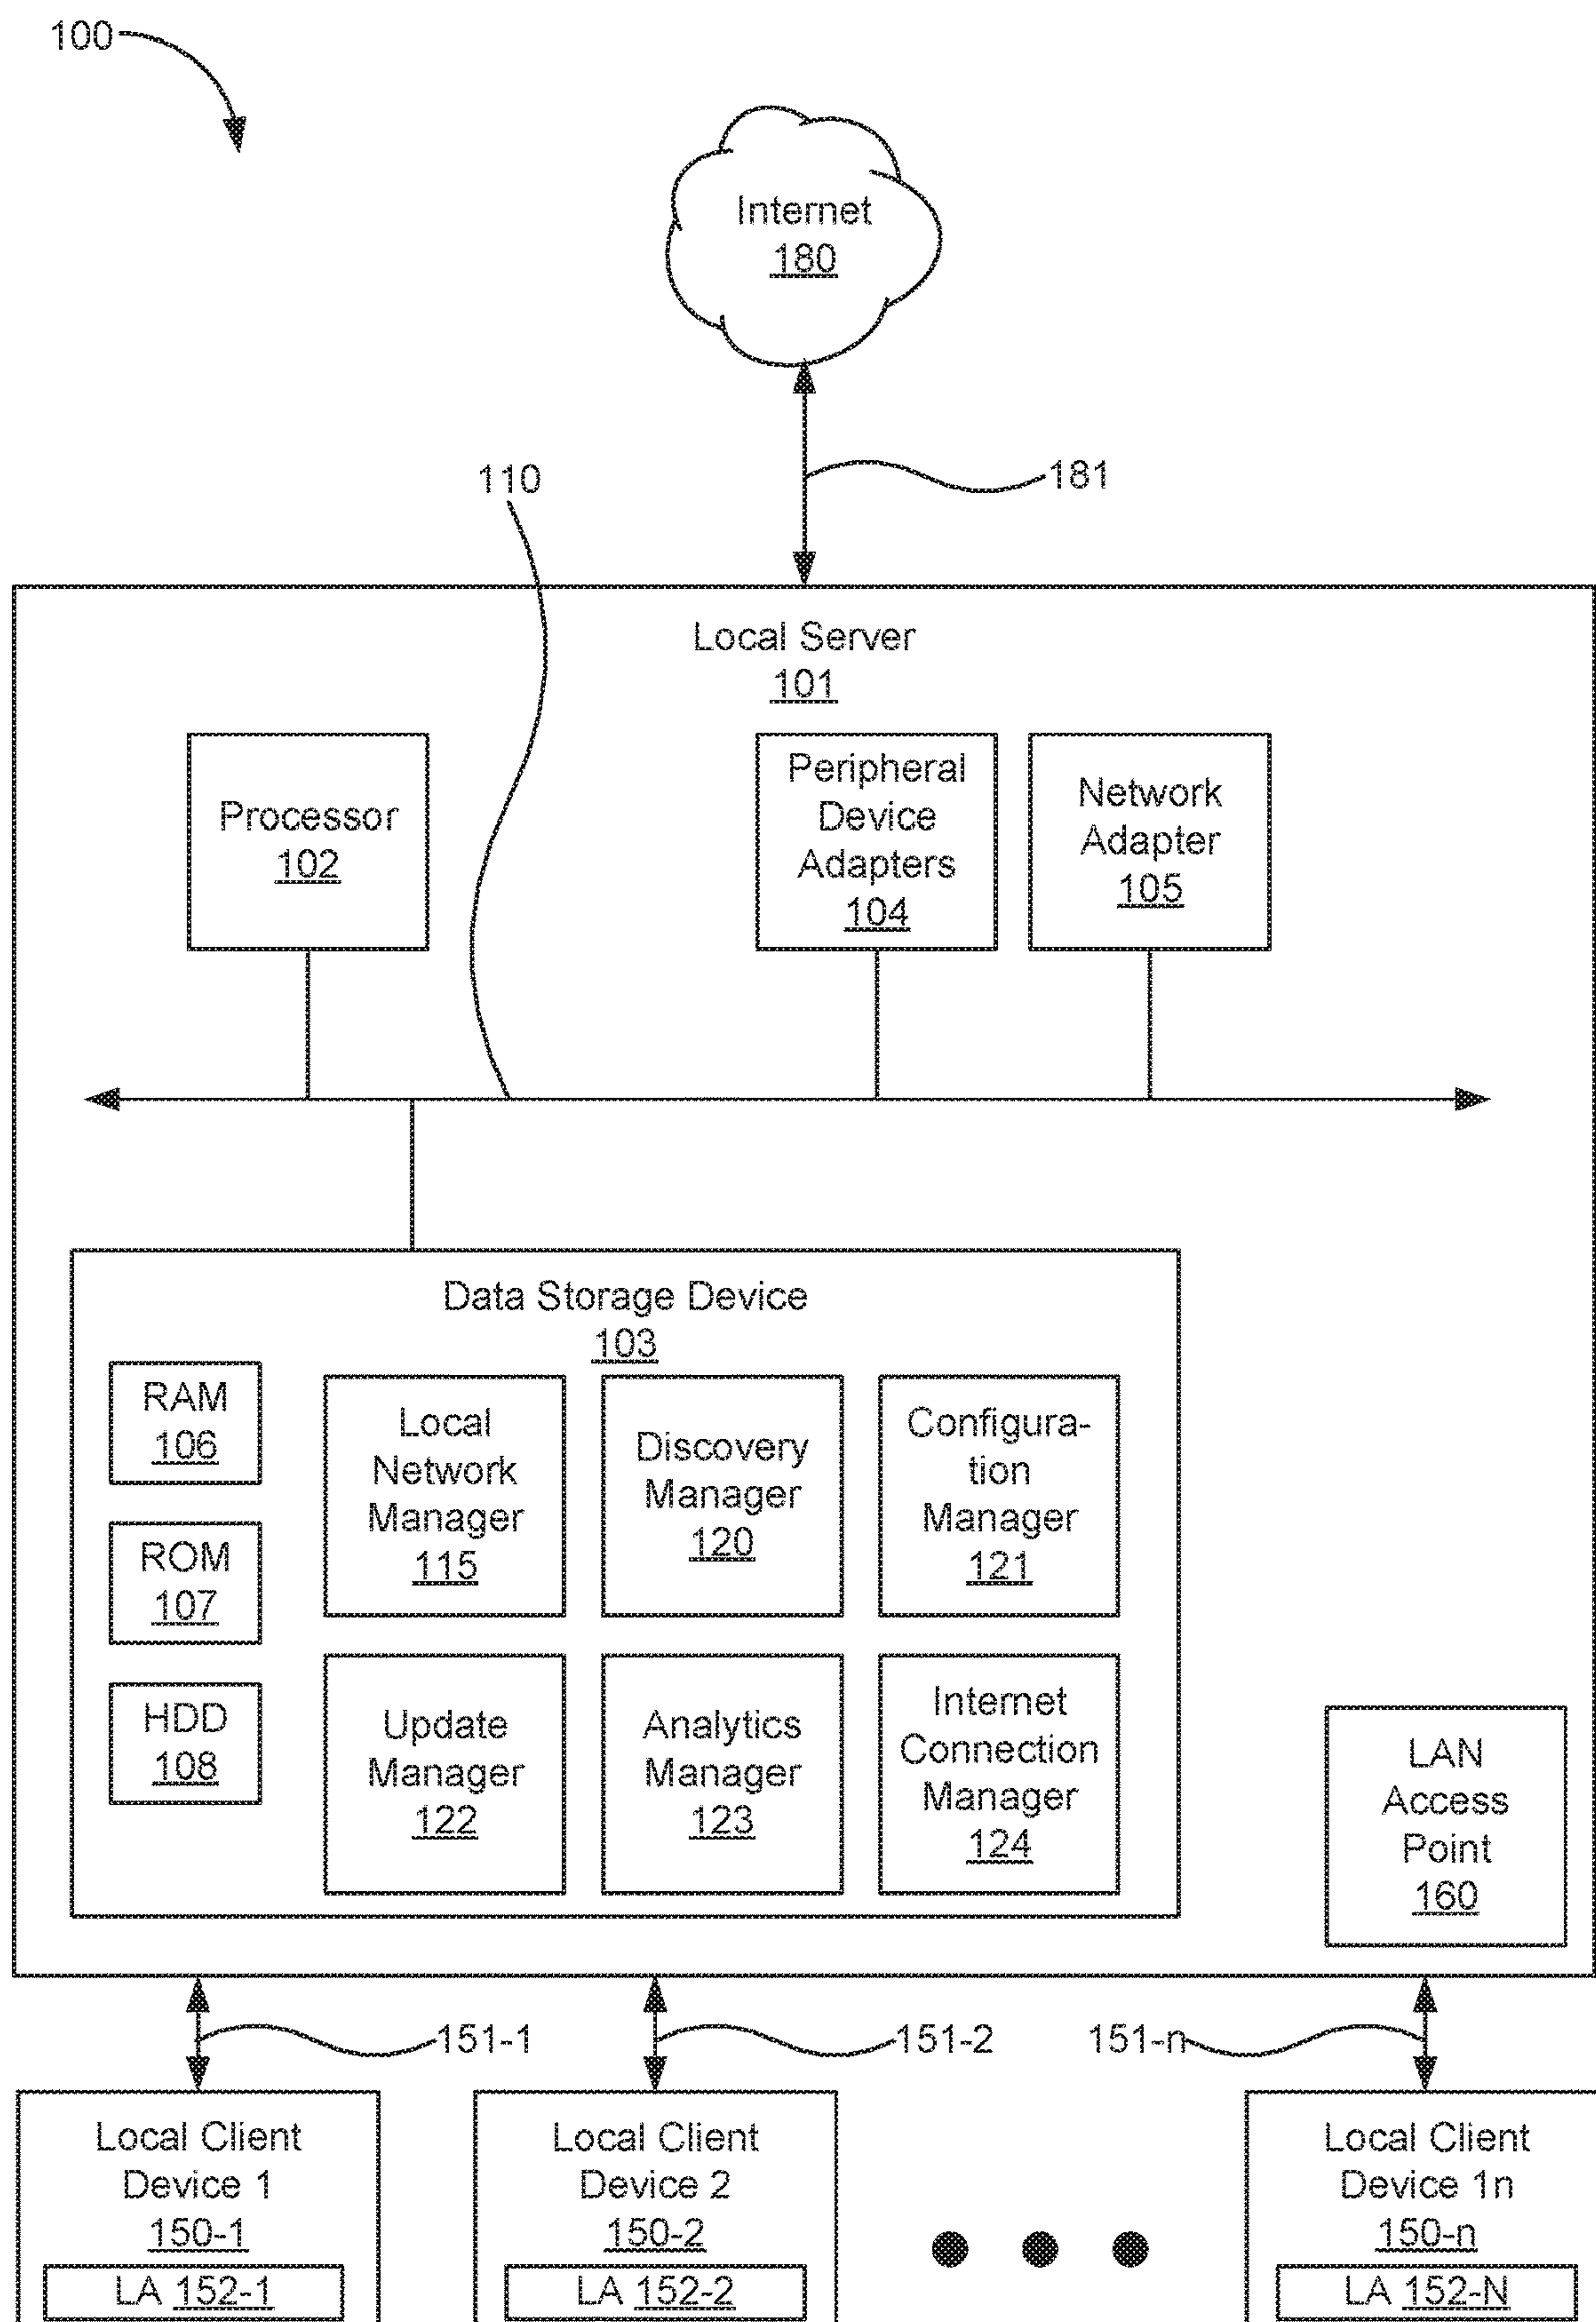 100
Internet
180
181
110
Local Server
101
Processor
102
Peripheral
Device
Adapters
104
Network
Adapter
105
Data Storage Device
103
RAM
106
ROM
107
HDD
108
Local
Network
Manager
115
Discovery
Manager
120
Configura-
tion
Manager
121
Update
Manager
122
Analytics
Manager
123
Internet
Connection
Manager
124
LAN
Access
Point
160
151-1
151-2
151-n
Local Client
Device 1
150-1
LA 152-1
Local Client
Device 2
150-2
LA 152-2
Local Client
Device 1n
150-n
LA 152-N